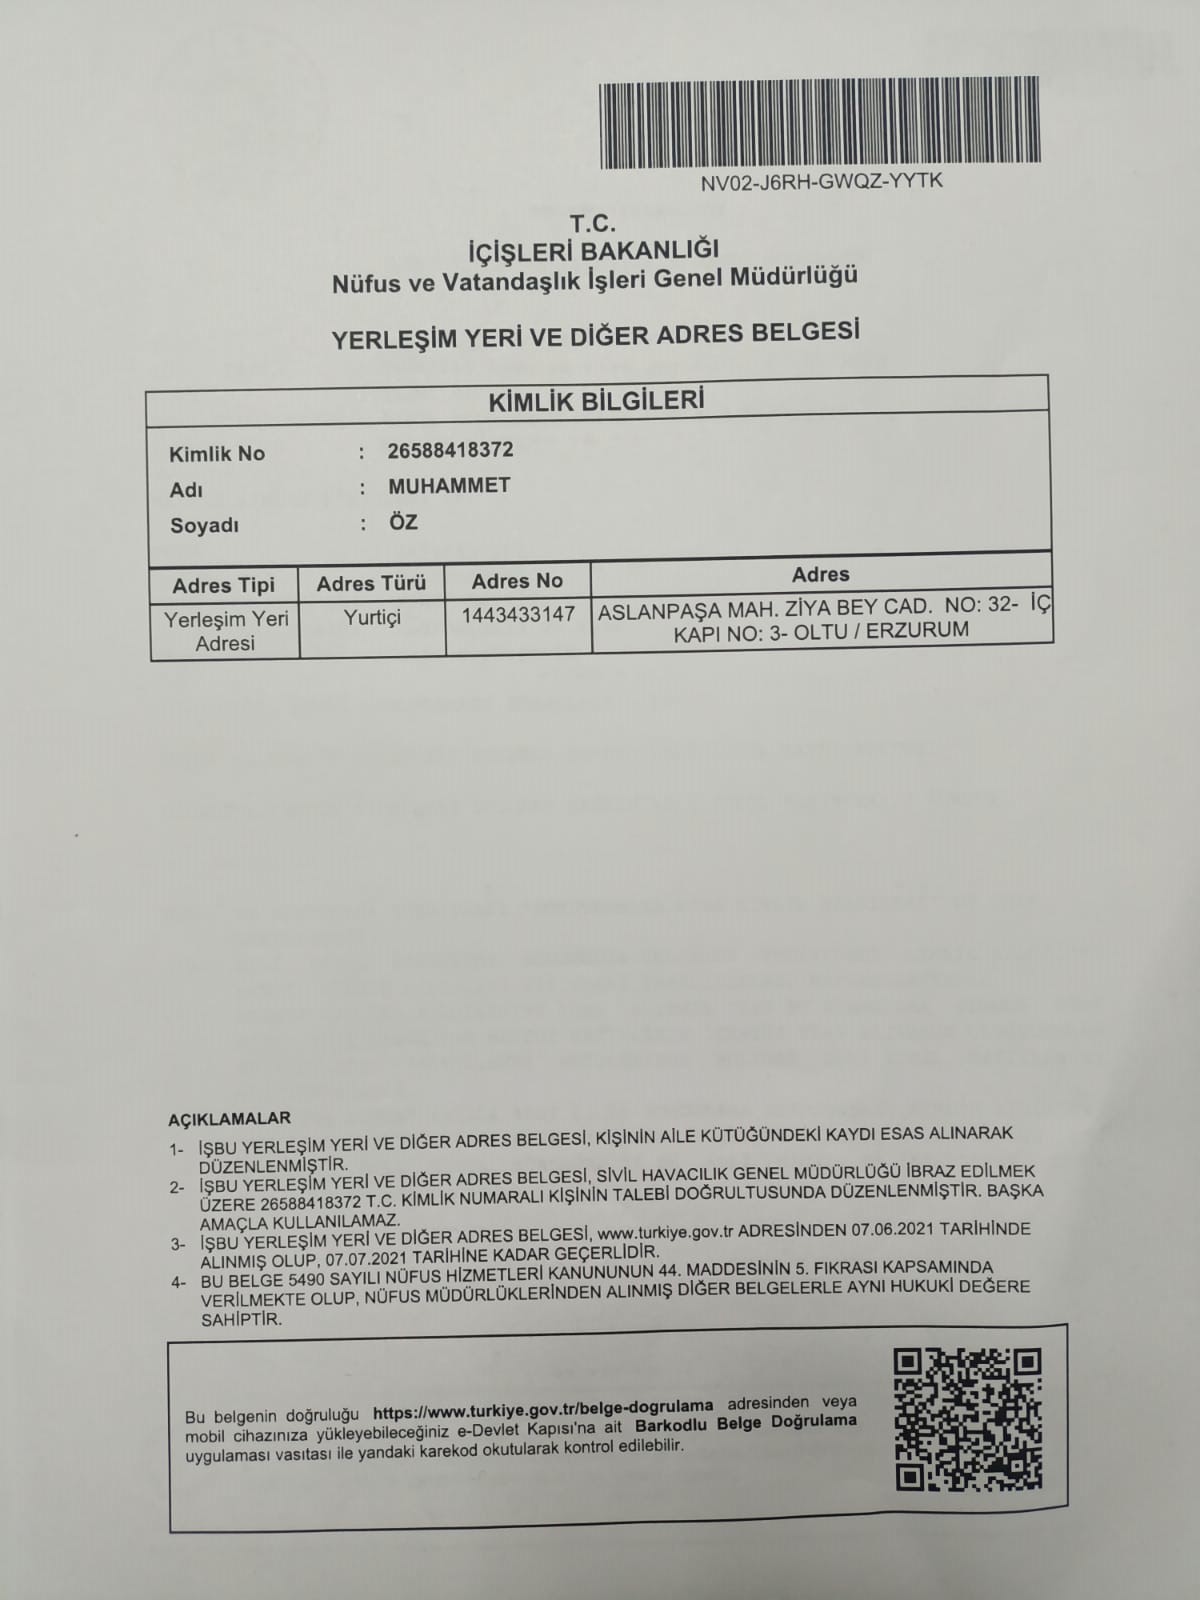 NV02-J6RH-GWQZ-YYTK
T.C.
İÇİŞLERİ BAKANLIĞI
Nüfus ve Vatandaşlık İşleri Genel Müdürlüğü
YERLEŞİM YERİ VE DİĞER ADRES BELGESİ
KİMLİK BİLGİLERİ
Kimlik No : 26588418372
Adı : MUHAMMET
Soyadı : ÖZ
Adres Tipi Adres Türü Adres No Adres
Yerleşim Yeri Yurtiçi 1443433147 ASLANPAŞA MAH. ZİYA BEY CAD. NO: 32- İÇ
Adresi KAPI NO: 3- OLTU / ERZURUM
AÇIKLAMALAR
1- İŞBU YERLEŞİM YERİ VE DİĞER ADRES BELGESİ, KİŞİNİN AİLE KÜTÜĞÜNDEKİ KAYDI ESAS ALINARAK
DÜZENLENMİŞTİR.
2- İŞBU YERLEŞİM YERİ VE DİĞER ADRES BELGESİ, SİVİL HAVACILIK GENEL MÜDÜRLÜĞÜ İBRAZ EDİLMEK
ÜZERE 26588418372 T.C. KİMLİK NUMARALI KİŞİNİN TALEBİ DOĞRULTUSUNDA DÜZENLENMİŞTİR. BAŞKA
AMAÇLA KULLANILAMAZ.
3- İŞBU YERLEŞİM YERİ VE DİĞER ADRES BELGESİ, www.turkiye.gov.tr ADRESİNDEN 07.06.2021 TARİHİNDE
ALINMIŞ OLUP, 07.07.2021 TARİHİNE KADAR GEÇERLİDİR.
4- BU BELGE 5490 SAYILI NÜFUS HİZMETLERİ KANUNUNUN 44. MADDESİNİN 5. FIKRASI KAPSAMINDA
VERİLMEKTE OLUP, NÜFUS MÜDÜRLÜKLERİNDEN ALINMIŞ DİĞER BELGELERLE AYNI HUKUKİ DEĞERE
SAHİPTİR.
Bu belgenin doğruluğu https://www.turkiye.gov.tr/belge-dogrulama adresinden veya
mobil cihazınıza yükleyebileceğiniz e-Devlet Kapısı'na ait Barkodlu Belge Doğrulama
uygulaması vasıtası ile yandaki karekod okutularak kontrol edilebilir.